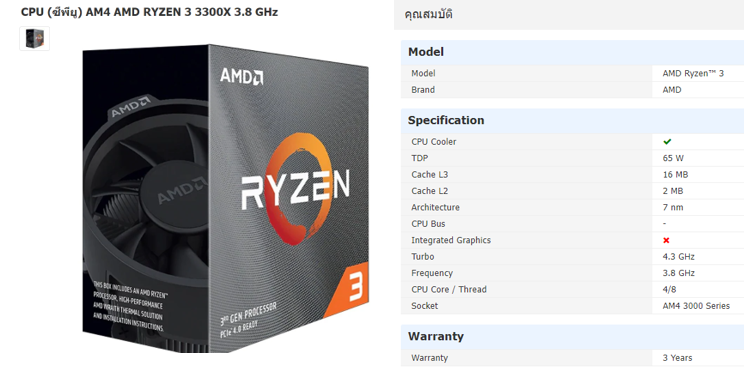 CPU (ซีพียู) AM4 AMD RYZEN 3 3300X 3.8 GHz
AMD
AMD
AMD
RYZEN
THIS BOX INCLUDES AN AMD RYZEN™
PROCESSOR, HIGH-PERFORMANCE
AMD WRAITH THERMAL SOLUTION
AND INSTALLATION INSTRUCTIONS
3RD GEN PROCESSOR
PCIe 4.0 READY
3
คุณสมบัติ
Model
Model AMD Ryzen™ 3
Brand AMD
Specification
CPU Cooler ✔
TDP 65 W
Cache L3 16 MB
Cache L2 2 MB
Architecture 7 nm
CPU Bus -
Integrated Graphics ✖
Turbo 4.3 GHz
Frequency 3.8 GHz
CPU Core / Thread 4/8
Socket AM4 3000 Series
Warranty
Warranty 3 Years